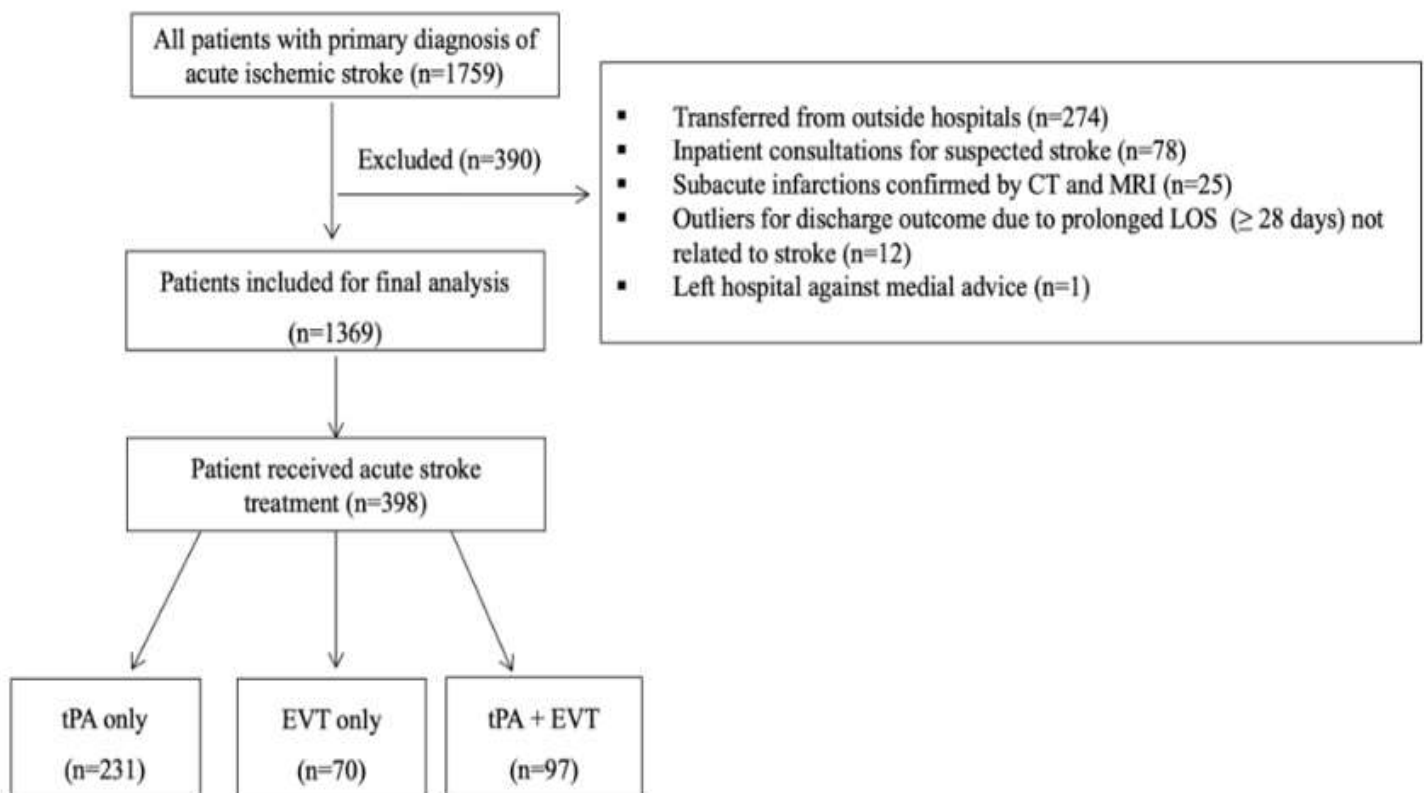 All patients with primary diagnosis of
acute ischemic stroke (n=1759)
Excluded (n=390)
▪ Transferred from outside hospitals (n=274)
▪ Inpatient consultations for suspected stroke (n=78)
▪ Subacute infarctions confirmed by CT and MRI (n=25)
▪ Outliers for discharge outcome due to prolonged LOS (≥ 28 days) not
related to stroke (n=12)
▪ Left hospital against medial advice (n=1)
Patients included for final analysis
(n=1369)
Patient received acute stroke
treatment (n=398)
tPA only
(n=231)
EVT only
(n=70)
tPA + EVT
(n=97)